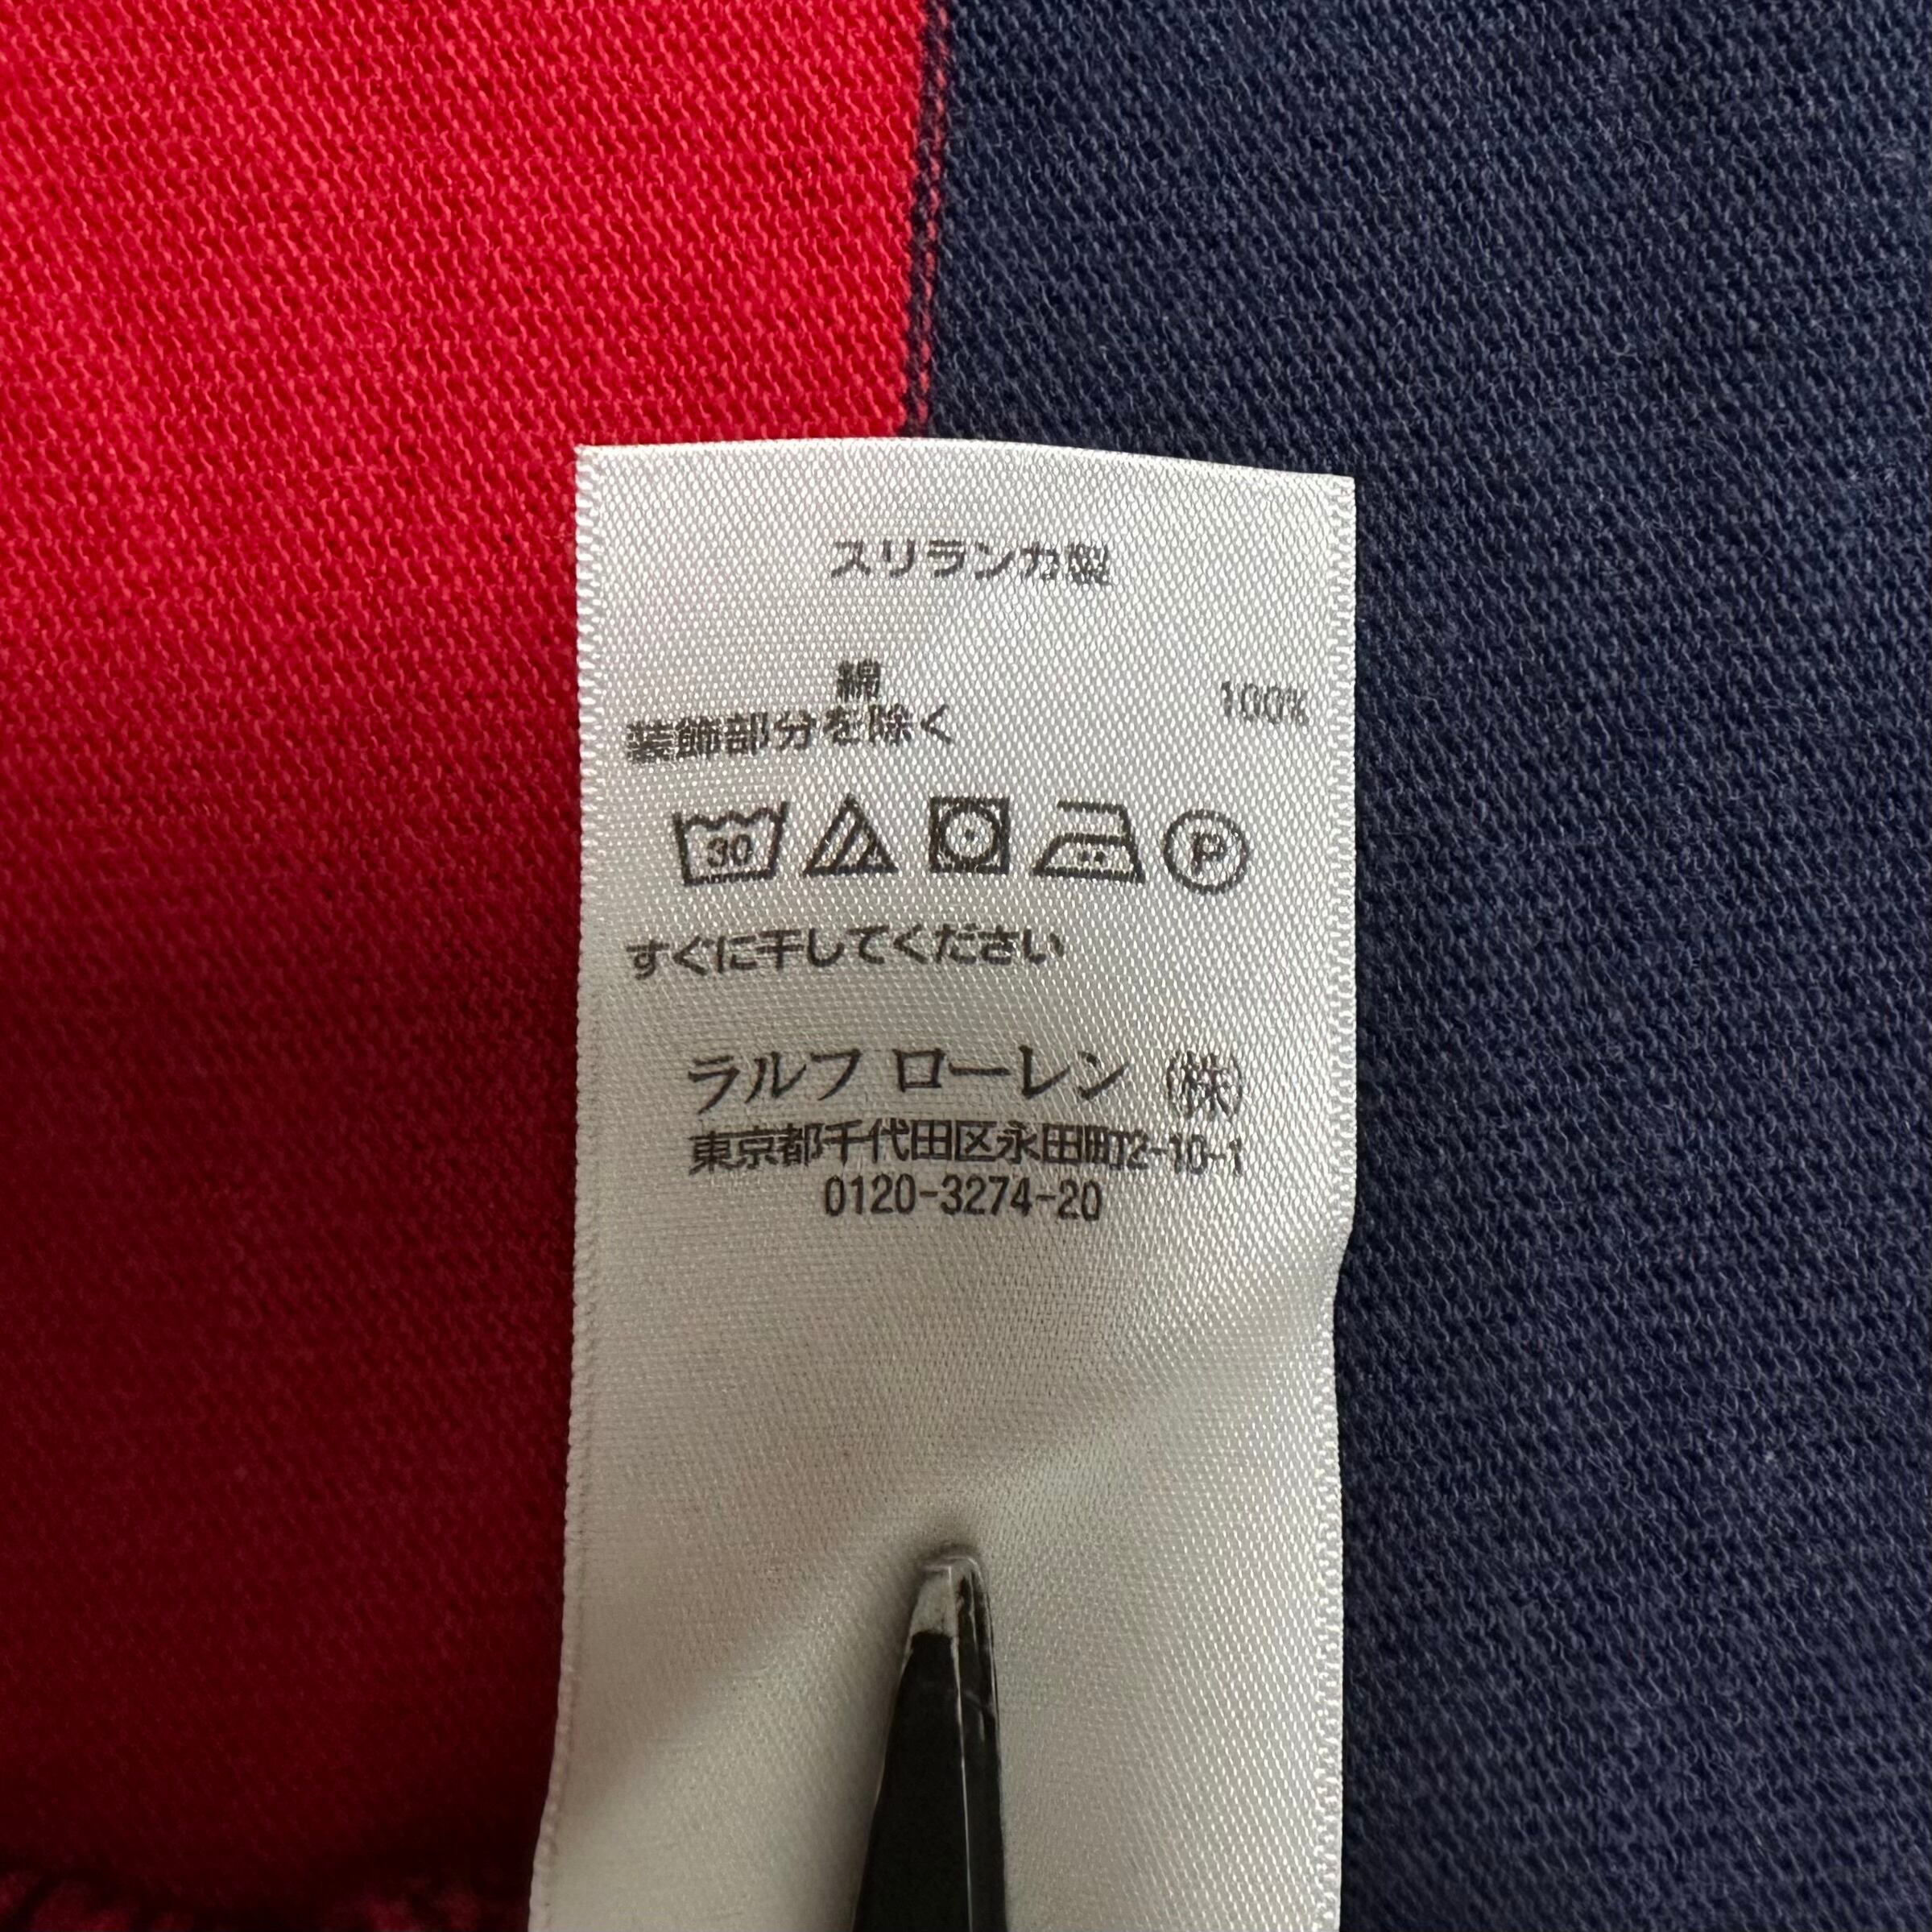 スリランカ製
綿 100%
装飾部分を除く
30 P
すぐに干してください
ラルフ ローレン (株)
東京都千代田区永田町2-10-1
0120-3274-20